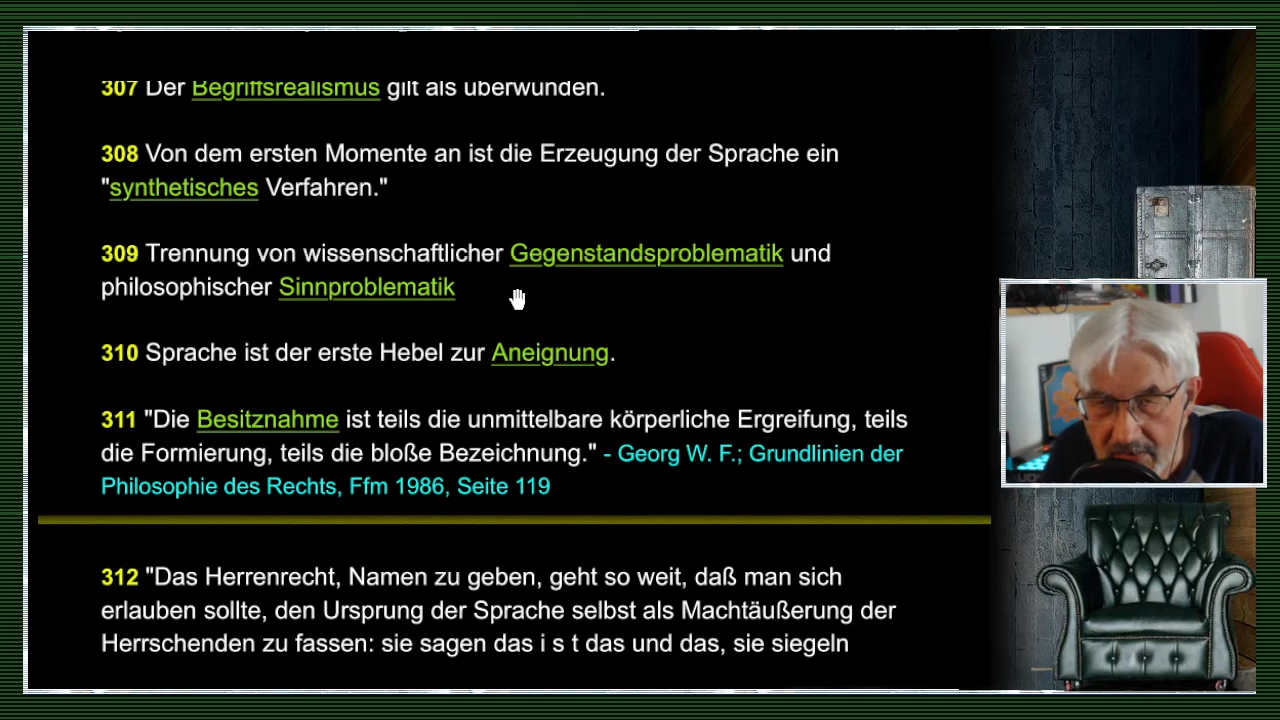 307 Der Begriffsrealismus gilt als überwunden.
308 Von dem ersten Momente an ist die Erzeugung der Sprache ein
"synthetisches Verfahren."
309 Trennung von wissenschaftlicher Gegenstandsproblematik und
philosophischer Sinnproblematik
310 Sprache ist der erste Hebel zur Aneignung.
311 "Die Besitznahme ist teils die unmittelbare körperliche Ergreifung, teils
die Formierung, teils die bloße Bezeichnung." - Georg W. F.; Grundlinien der
Philosophie des Rechts, Ffm 1986, Seite 119
312 "Das Herrenrecht, Namen zu geben, geht so weit, daß man sich
erlauben sollte, den Ursprung der Sprache selbst als Machtäußerung der
Herrschenden zu fassen: sie sagen das i s t das und das, sie siegeln